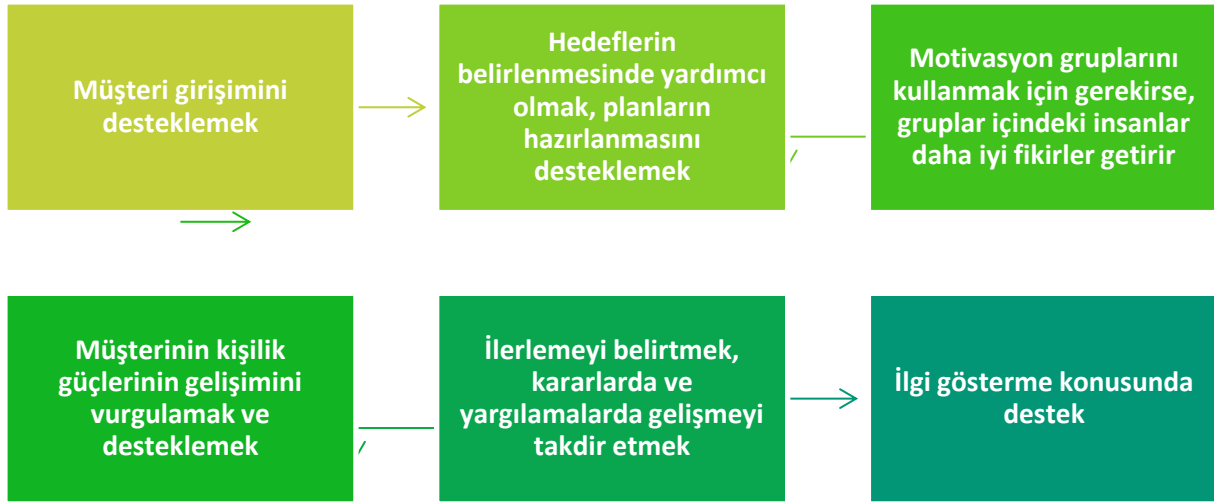 Müşteri girişimini
desteklemek
Hedeflerin
belirlenmesinde yardımcı
olmak, planların
hazırlanmasını
desteklemek
Motivasyon gruplarını
kullanmak için gerekirse,
gruplar içindeki insanlar
daha iyi fikirler getirir
Müşterinin kişilik
güçlerinin gelişimini
vurgulamak ve
desteklemek
İlerlemeyi belirtmek,
kararlarda ve
yargılamalarda gelişmeyi
takdir etmek
İlgi gösterme konusunda
destek